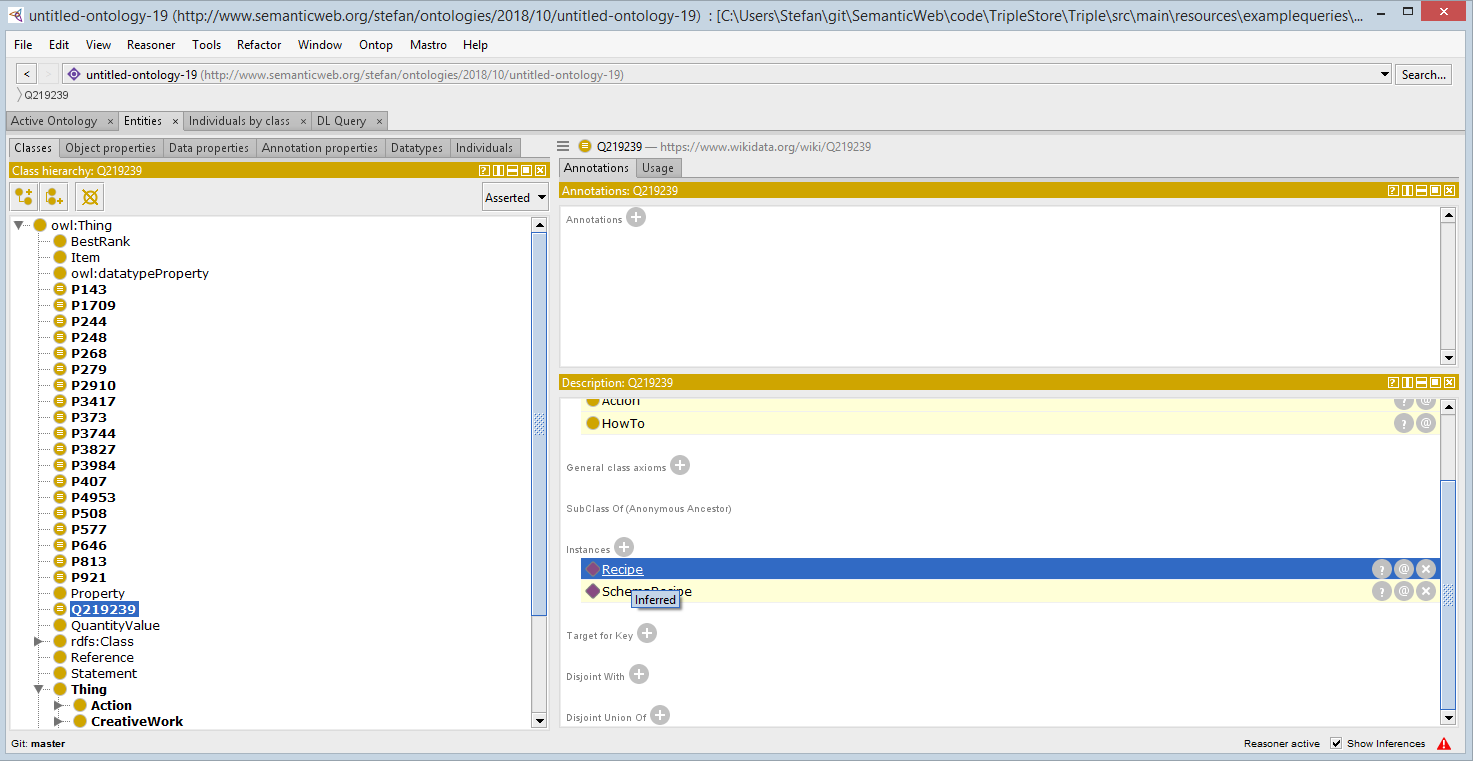 untitled-ontology-19 (http://www.semanticweb.org/stefan/ontologies/2018/10/untitled-ontology-19) : [C:\Users\Stefan\git\SemanticWeb\code\TripleStore\Triple\src\main\resources\examplequeries\...
File Edit View Reasoner Tools Refactor Window Ontop Mastro Help
< > untitled-ontology-19 (http://www.semanticweb.org/stefan/ontologies/2018/10/untitled-ontology-19) Search...
Q219239
Active Ontology × Entities × Individuals by class × DL Query ×
Classes Object properties Data properties Annotation properties Datatypes Individuals
Class hierarchy: Q219239
Asserted
owl:Thing
BestRank
Item
owl:datatypeProperty
P143
P1709
P244
P248
P268
P279
P2910
P3417
P373
P3744
P3827
P3984
P407
P4953
P508
P577
P646
P813
P921
Property
Q219239
QuantityValue
rdfs:Class
Reference
Statement
Thing
Action
CreativeWork
Q219239 — https://www.wikidata.org/wiki/Q219239
Annotations Usage
Annotations: Q219239
Annotations
Description: Q219239
Action
HowTo
General class axioms
SubClass Of (Anonymous Ancestor)
Instances
Recipe
SchemaRecipe
Inferred
Target for Key
Disjoint With
Disjoint Union Of
Git: master
Reasoner active Show Inferences